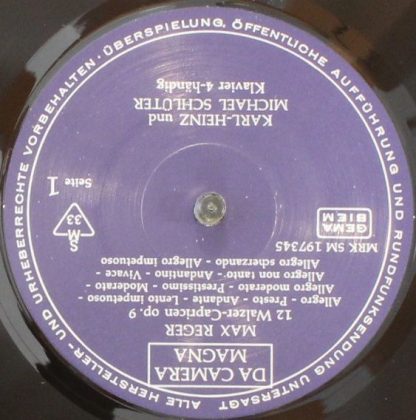 DA CAMERA
MAGNA
MAX REGER
12 Walzer-Capricen op. 9
Allegro - Presto - Andante - Lento impetuoso -
Allegro moderato - Prestissimo - Moderato -
Allegro non tanto - Andantino - Vivace -
Allegro scherzando - Allegro impetuoso
MRK SM 197345
GEMA
BIEM
S
M
33
Seite 1
KARL-HEINZ und
MICHAEL SCHLÜTER
Klavier 4-händig
ALLE HERSTELLER- UND URHEBERRECHTE VORBEHALTEN · ÜBERSPIELUNG, ÖFFENTLICHE AUFFÜHRUNG UND RUNDFUNKSENDUNG UNTERSAGT